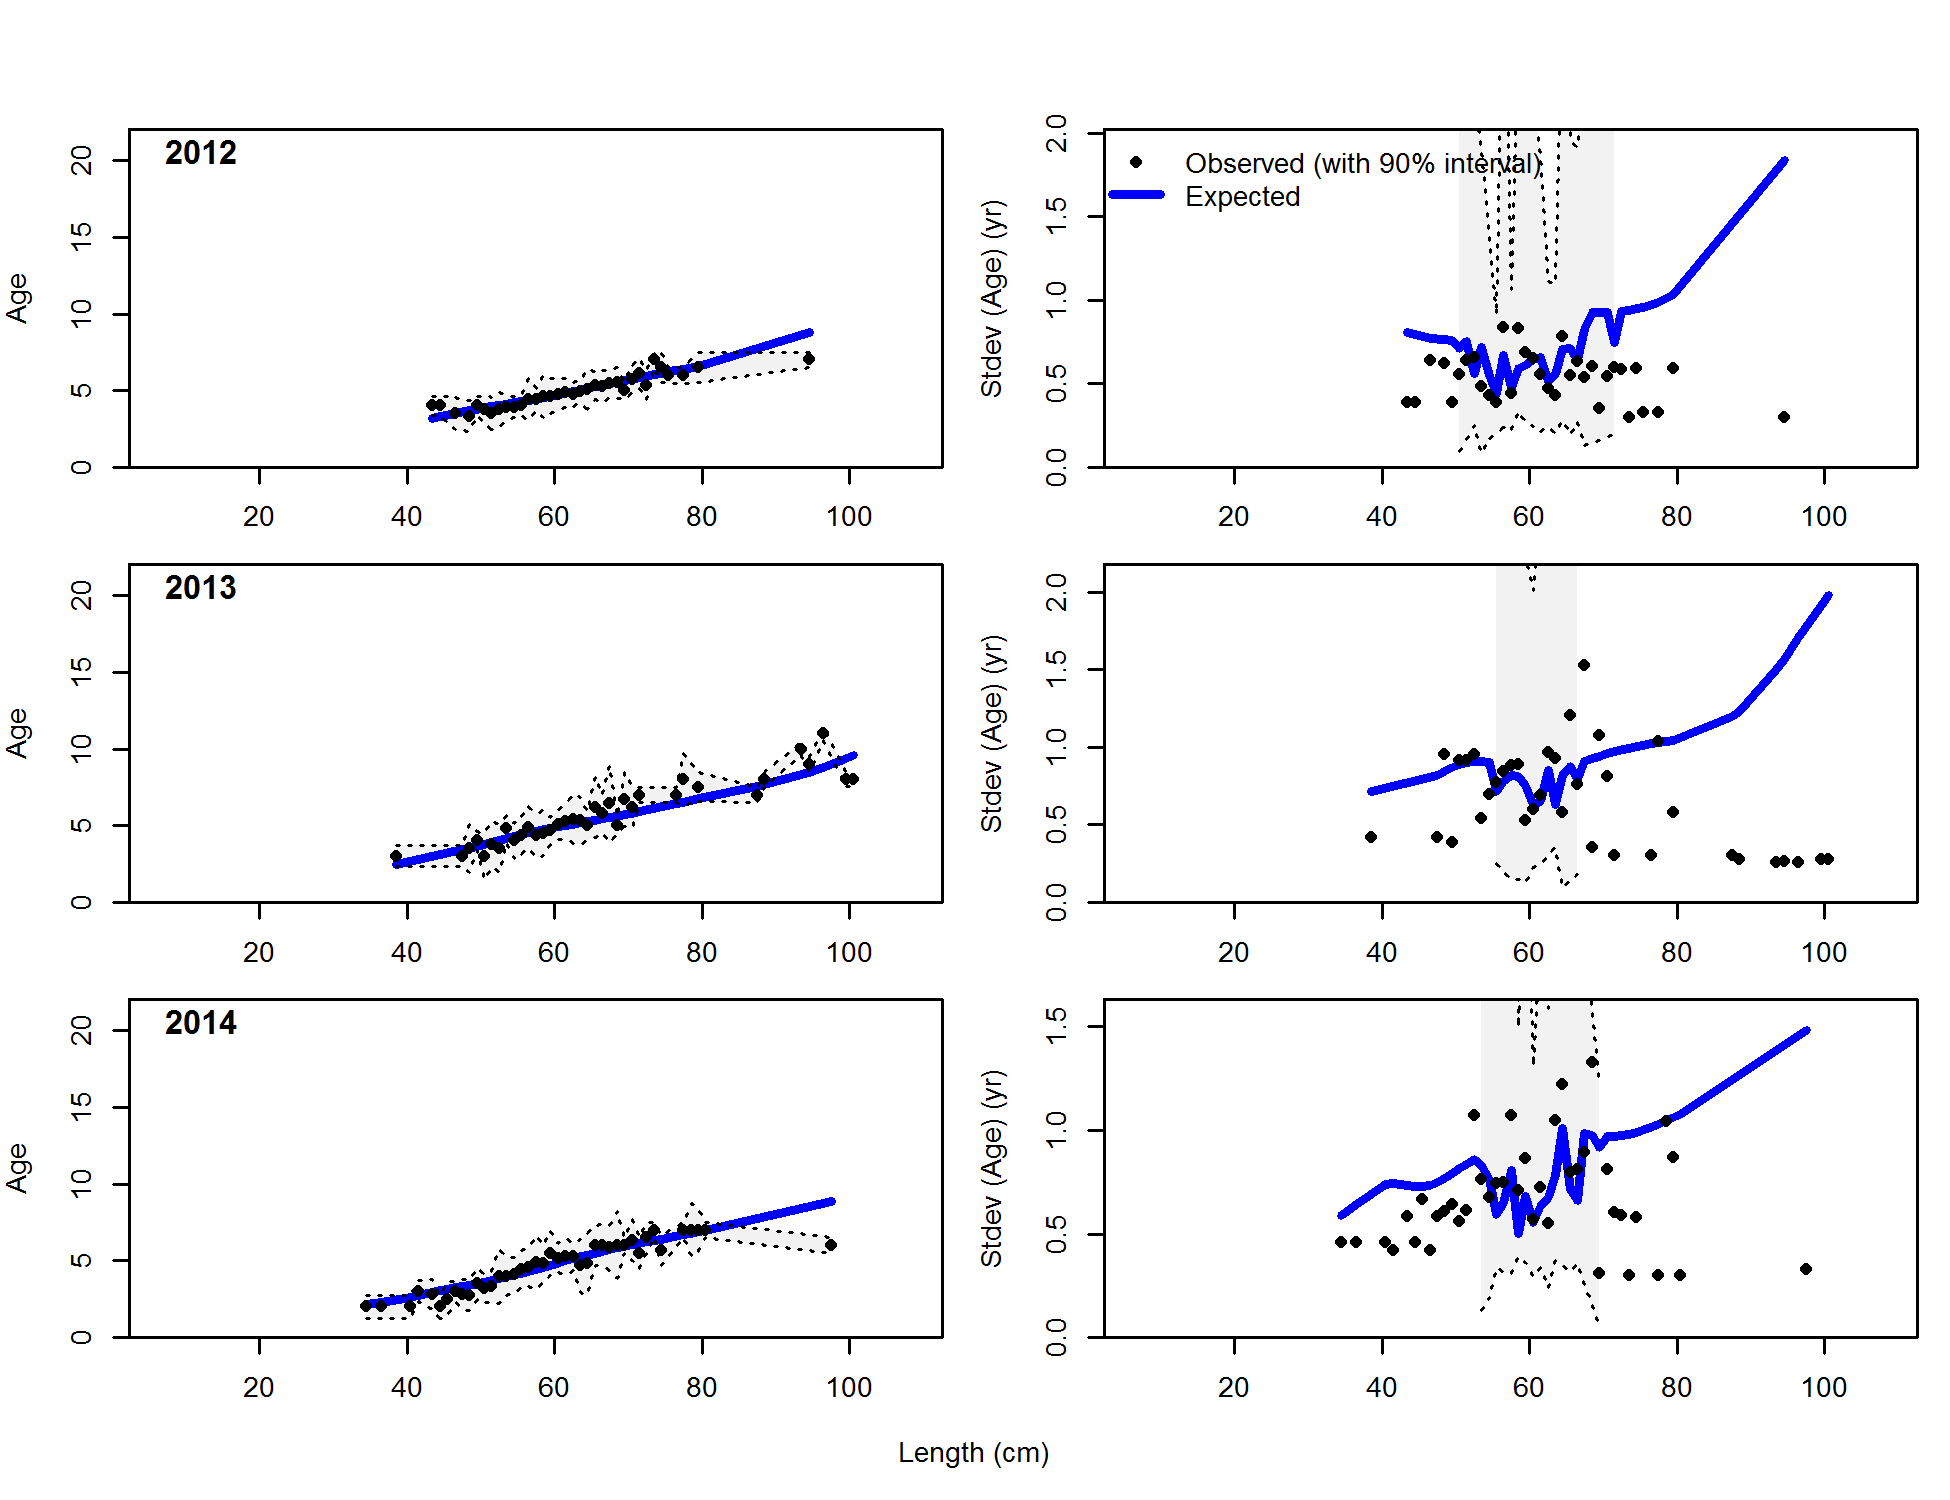 2012
Age
0 5 10 15 20
20 40 60 80 100
Observed (with 90% interval)
Expected
Stdev (Age) (yr)
0.0 0.5 1.0 1.5 2.0
20 40 60 80 100
2013
Age
0 5 10 15 20
20 40 60 80 100
Stdev (Age) (yr)
0.0 0.5 1.0 1.5 2.0
20 40 60 80 100
2014
Age
0 5 10 15 20
20 40 60 80 100
Stdev (Age) (yr)
0.0 0.5 1.0 1.5
20 40 60 80 100
Length (cm)